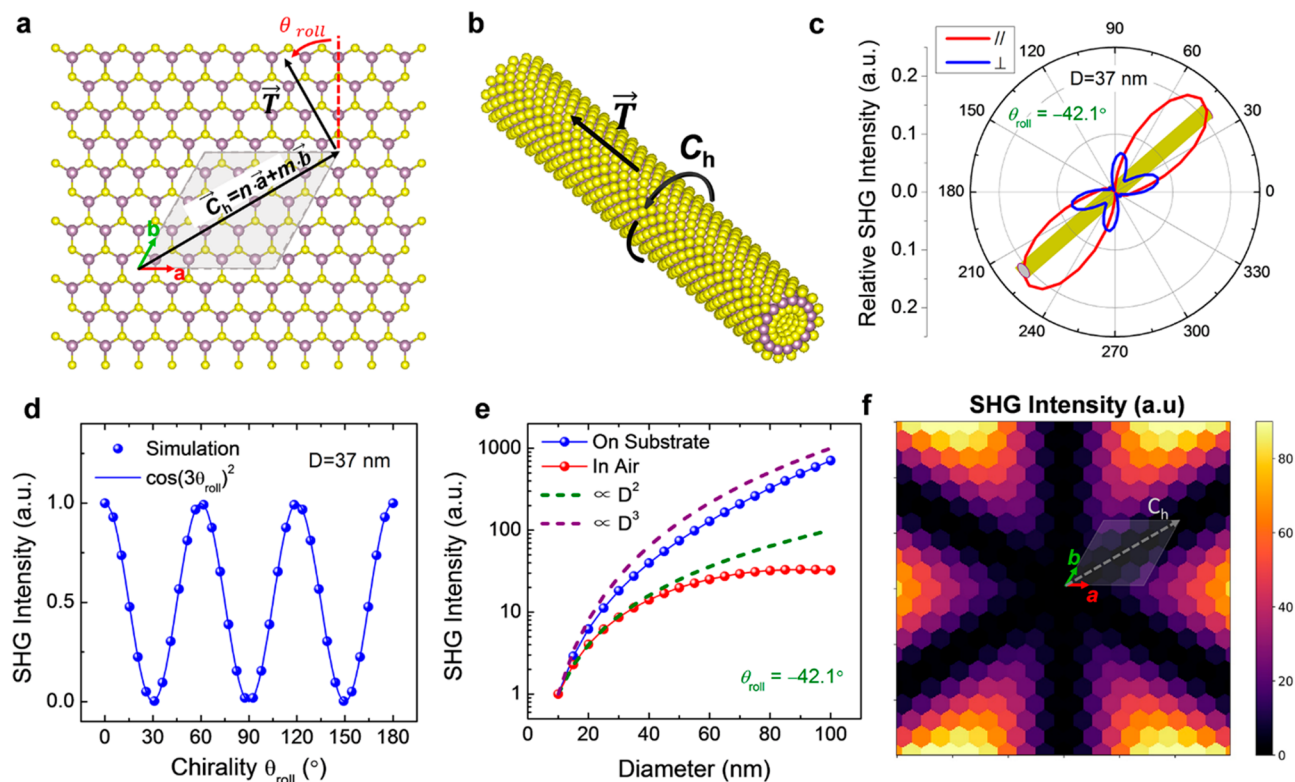 a
θ roll
T
C_h=n·a+m·b
b
a
b
T
C_h
c
//
⊥
D=37 nm
θ_roll = −42.1°
90
60
30
0
330
300
270
240
210
180
150
120
Relative SHG Intensity (a.u.)
0.2
0.1
0.0
0.1
0.2
d
Simulation
cos(3θ_roll)²
D=37 nm
SHG Intensity (a.u.)
1.0
0.5
0.0
0 30 60 90 120 150 180
Chirality θ_roll (°)
e
On Substrate
In Air
∝ D²
∝ D³
θ_roll = −42.1°
SHG Intensity (a.u.)
1000
100
10
1
0 20 40 60 80 100
Diameter (nm)
f
SHG Intensity (a.u)
C_h
b
a
80
60
40
20
0